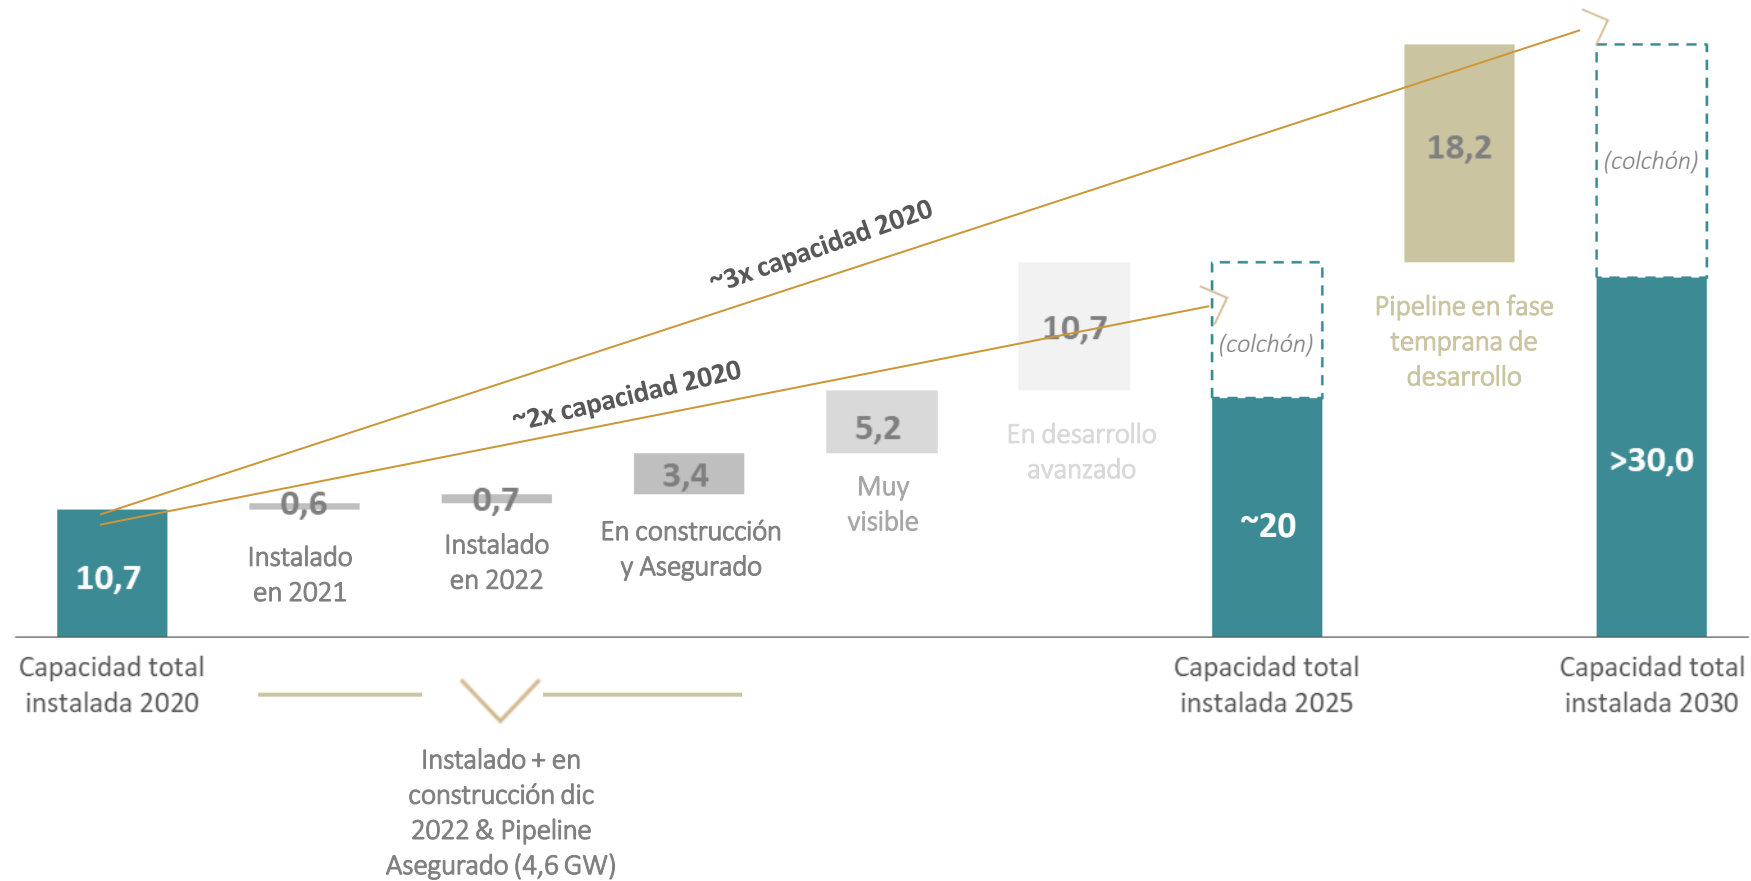 ~3x capacidad 2020
~2x capacidad 2020
10,7
Capacidad total
instalada 2020
0,6
Instalado
en 2021
0,7
Instalado
en 2022
3,4
En construcción
y Asegurado
5,2
Muy
visible
10,7
En desarrollo
avanzado
(colchón)
~20
Capacidad total
instalada 2025
18,2
Pipeline en fase
temprana de
desarrollo
(colchón)
>30,0
Capacidad total
instalada 2030
Instalado + en
construcción dic
2022 & Pipeline
Asegurado (4,6 GW)